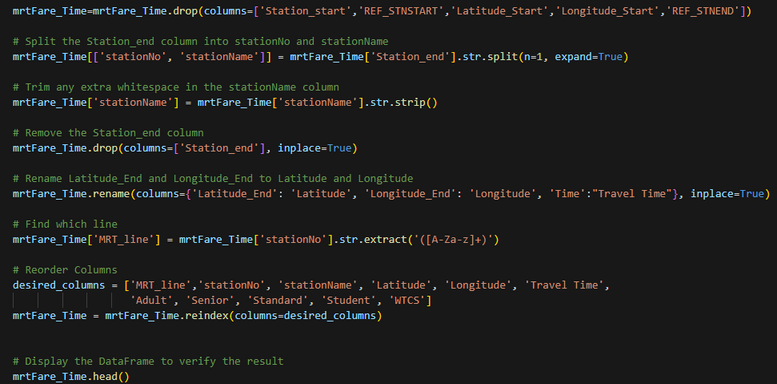 mrtFare_Time=mrtFare_Time.drop(columns=['Station_start','REF_STNSTART','Latitude_Start','Longitude_Start','REF_STNEND'])
# Split the Station_end column into stationNo and stationName
mrtFare_Time[['stationNo', 'stationName']] = mrtFare_Time['Station_end'].str.split(n=1, expand=True)
# Trim any extra whitespace in the stationName column
mrtFare_Time['stationName'] = mrtFare_Time['stationName'].str.strip()
# Remove the Station_end column
mrtFare_Time.drop(columns=['Station_end'], inplace=True)
# Rename Latitude_End and Longitude_End to Latitude and Longitude
mrtFare_Time.rename(columns={'Latitude_End': 'Latitude', 'Longitude_End': 'Longitude', 'Time':"Travel Time"}, inplace=True)
# Find which line
mrtFare_Time['MRT_line'] = mrtFare_Time['stationNo'].str.extract('([A-Za-z]+)')
# Reorder Columns
desired_columns = ['MRT_line','stationNo', 'stationName', 'Latitude', 'Longitude', 'Travel Time',
'Adult', 'Senior', 'Standard', 'Student', 'WTCS']
mrtFare_Time = mrtFare_Time.reindex(columns=desired_columns)
# Display the DataFrame to verify the result
mrtFare_Time.head()